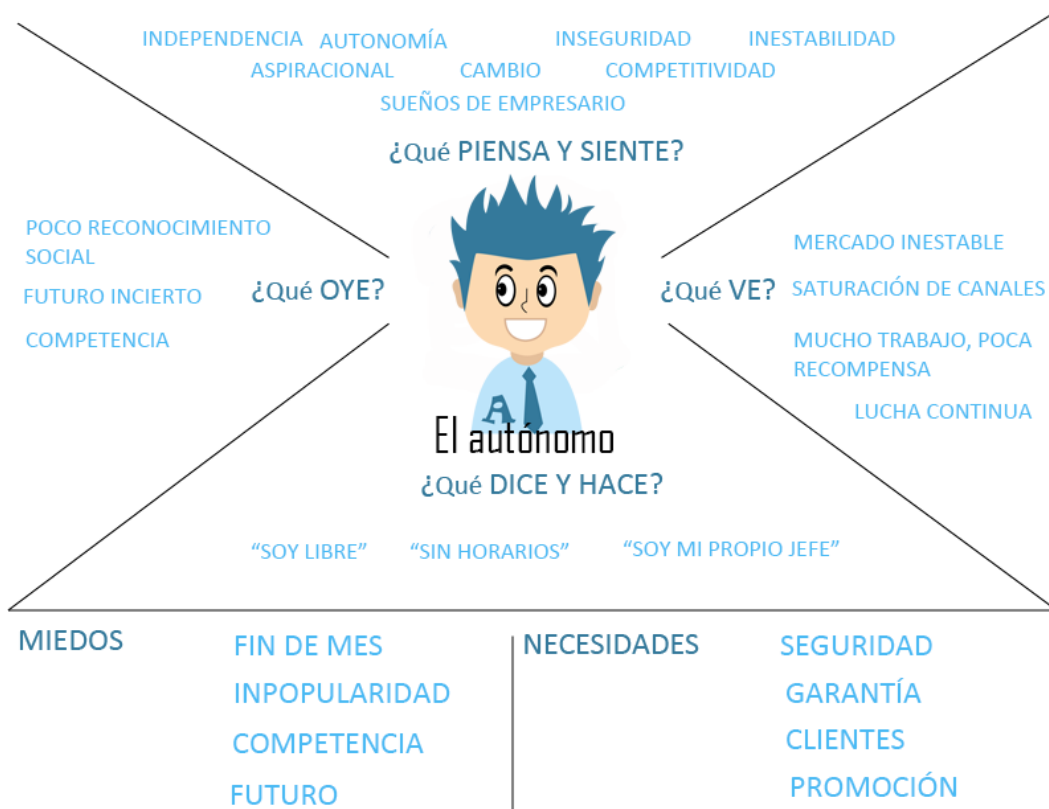 INDEPENDENCIA AUTONOMÍA INSEGURIDAD INESTABILIDAD
ASPIRACIONAL CAMBIO COMPETITIVIDAD
SUEÑOS DE EMPRESARIO
¿Qué PIENSA Y SIENTE?
POCO RECONOCIMIENTO
SOCIAL
FUTURO INCIERTO
COMPETENCIA
¿Qué OYE?
¿Qué VE?
MERCADO INESTABLE
SATURACIÓN DE CANALES
MUCHO TRABAJO, POCA
RECOMPENSA
LUCHA CONTINUA
A
El autónomo
¿Qué DICE Y HACE?
“SOY LIBRE” “SIN HORARIOS” “SOY MI PROPIO JEFE”
MIEDOS
FIN DE MES
INPOPULARIDAD
COMPETENCIA
FUTURO
NECESIDADES
SEGURIDAD
GARANTÍA
CLIENTES
PROMOCIÓN